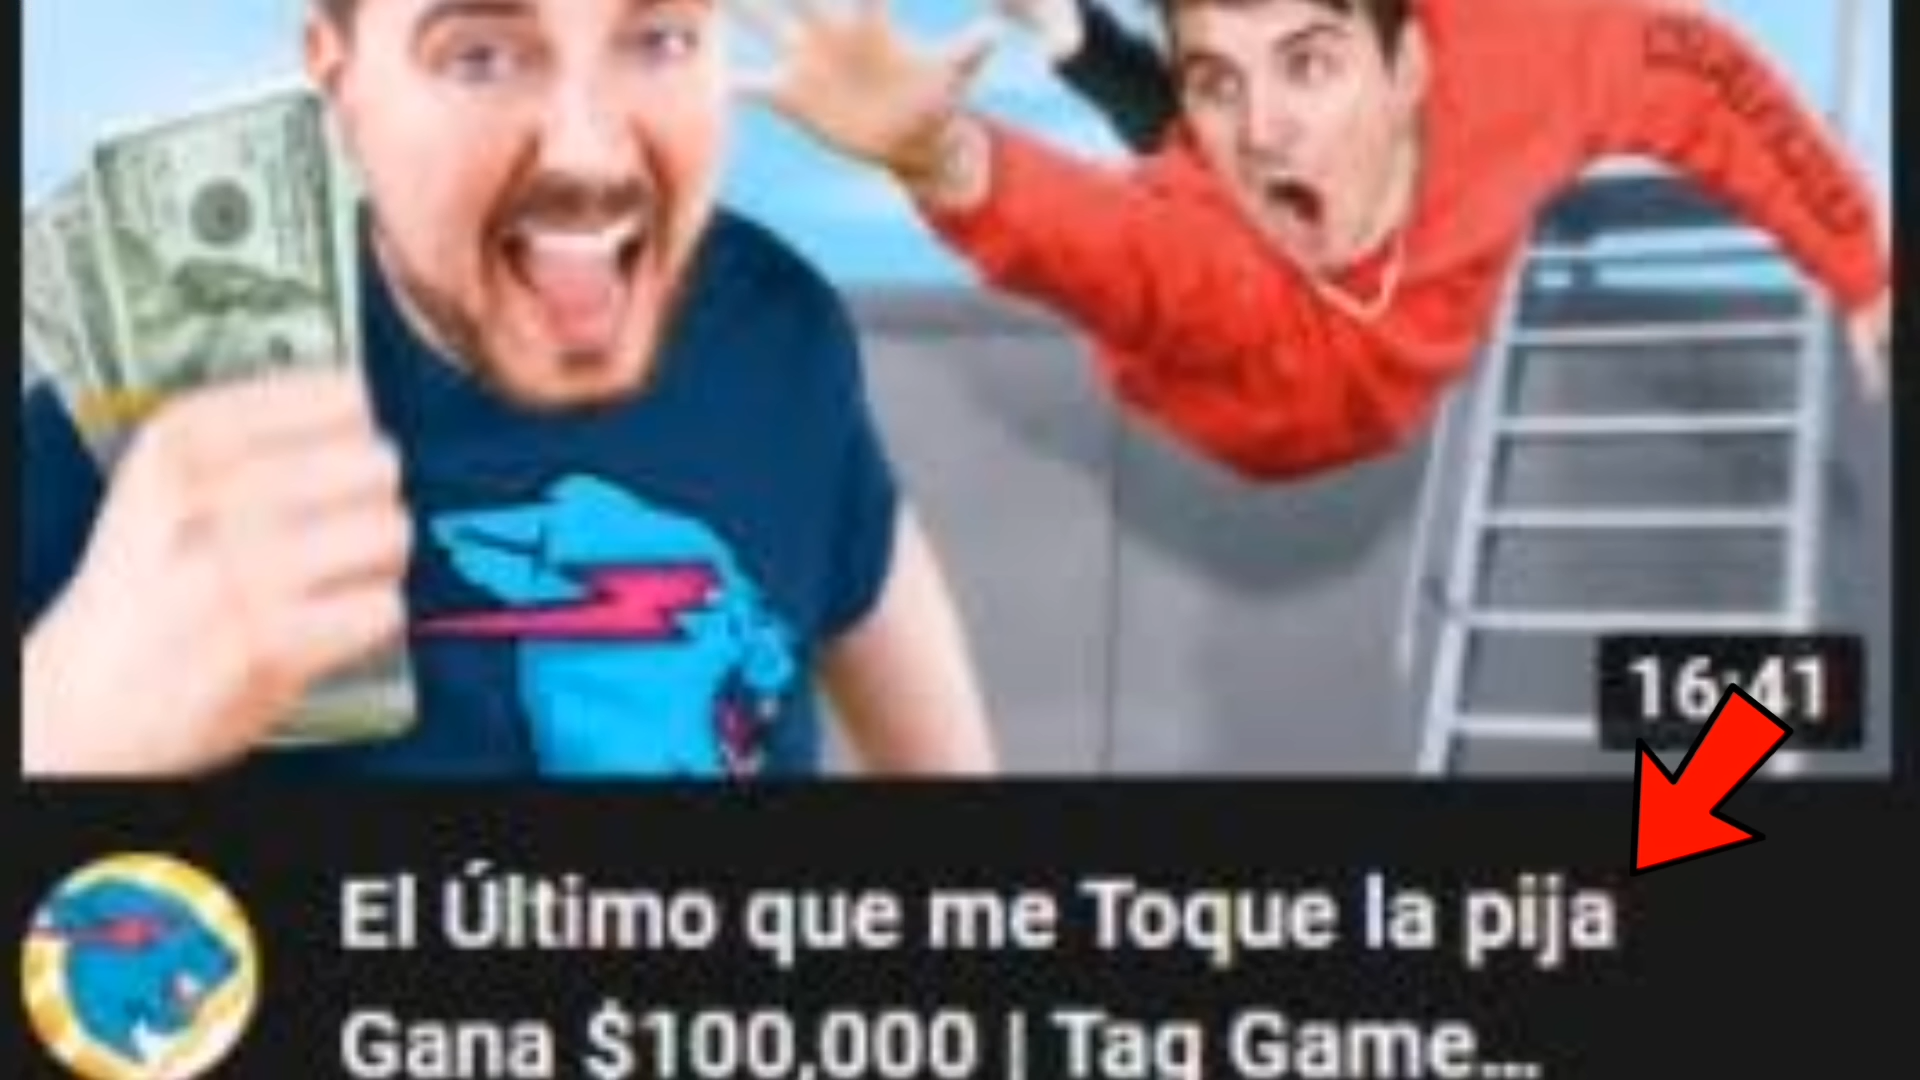 16:41
El Último que me Toque la pija
Gana $100,000 | Tag Game...